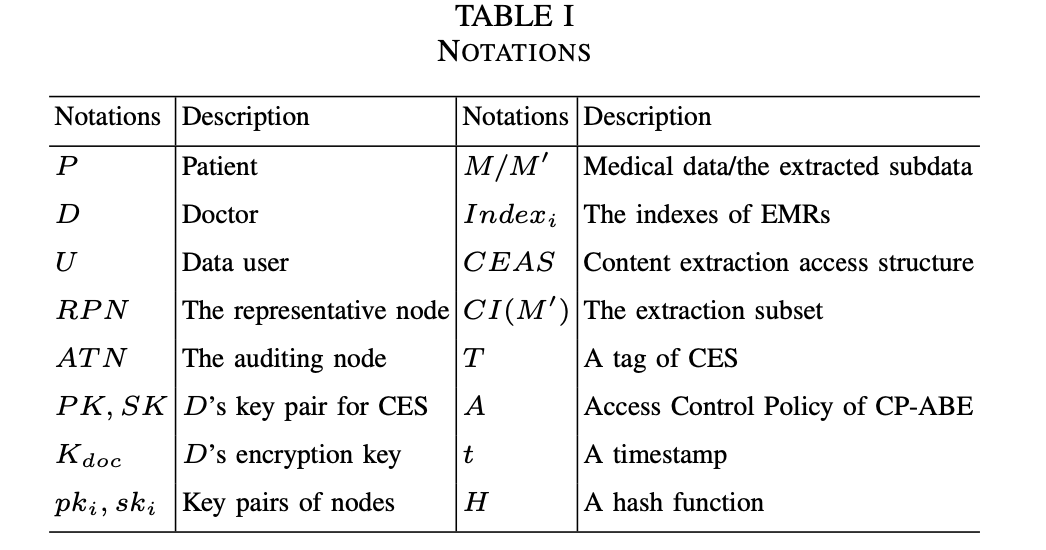 TABLE I
NOTATIONS
Notations Description Notations Description
P Patient M/M′ Medical data/the extracted subdata
D Doctor Index_i The indexes of EMRs
U Data user CEAS Content extraction access structure
RPN The representative node CI(M′) The extraction subset
ATN The auditing node T A tag of CES
PK, SK D’s key pair for CES A Access Control Policy of CP-ABE
K_doc D’s encryption key t A timestamp
pk_i, sk_i Key pairs of nodes H A hash function